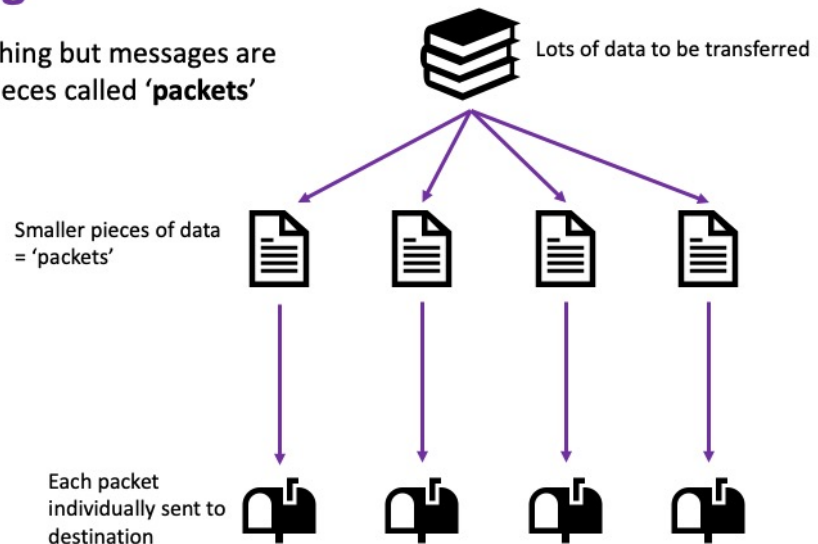 g
hing but messages are
eces called ‘packets’
Lots of data to be transferred
Smaller pieces of data
= ‘packets’
Each packet
individually sent to
destination